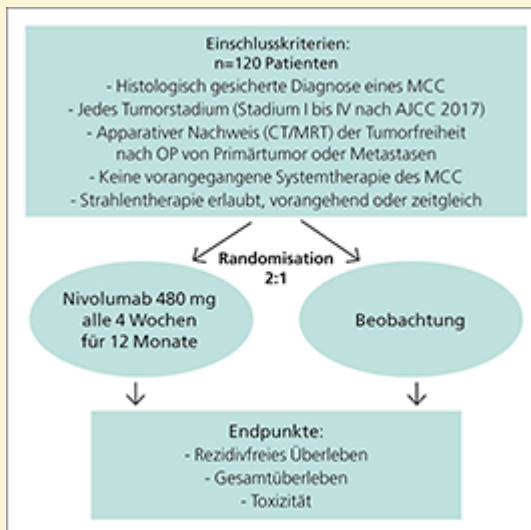 Einschlusskriterien:
n=120 Patienten
- Histologisch gesicherte Diagnose eines MCC
- Jedes Tumorstadium (Stadium I bis IV nach AJCC 2017)
- Apparativer Nachweis (CT/MRT) der Tumorfreiheit
nach OP von Primärtumor oder Metastasen
- Keine vorangegangene Systemtherapie des MCC
- Strahlentherapie erlaubt, vorangehend oder zeitgleich
Randomisation
2:1
Nivolumab 480 mg
alle 4 Wochen
für 12 Monate
Beobachtung
Endpunkte:
- Rezidivfreies Überleben
- Gesamtüberleben
- Toxizität